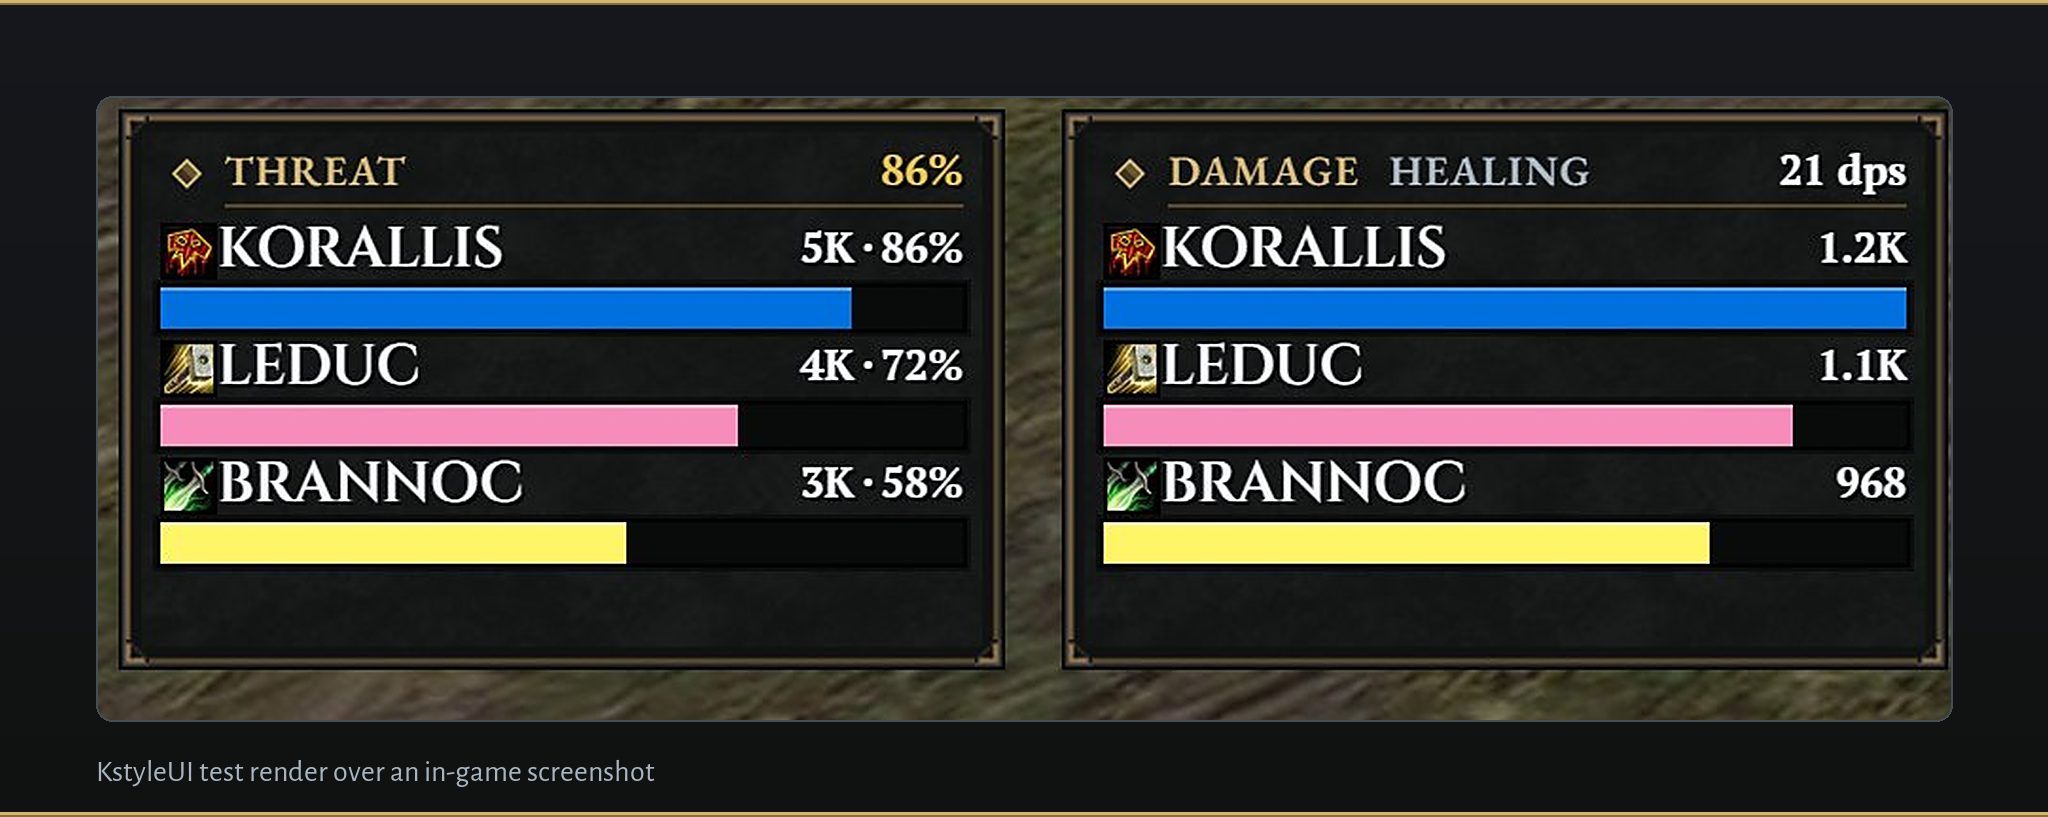 THREAT 86%
KORALLIS 5K·86%
LEDUC 4K·72%
BRANNOC 3K·58%
DAMAGE HEALING 21 dps
KORALLIS 1.2K
LEDUC 1.1K
BRANNOC 968
KstyleUI test render over an in-game screenshot